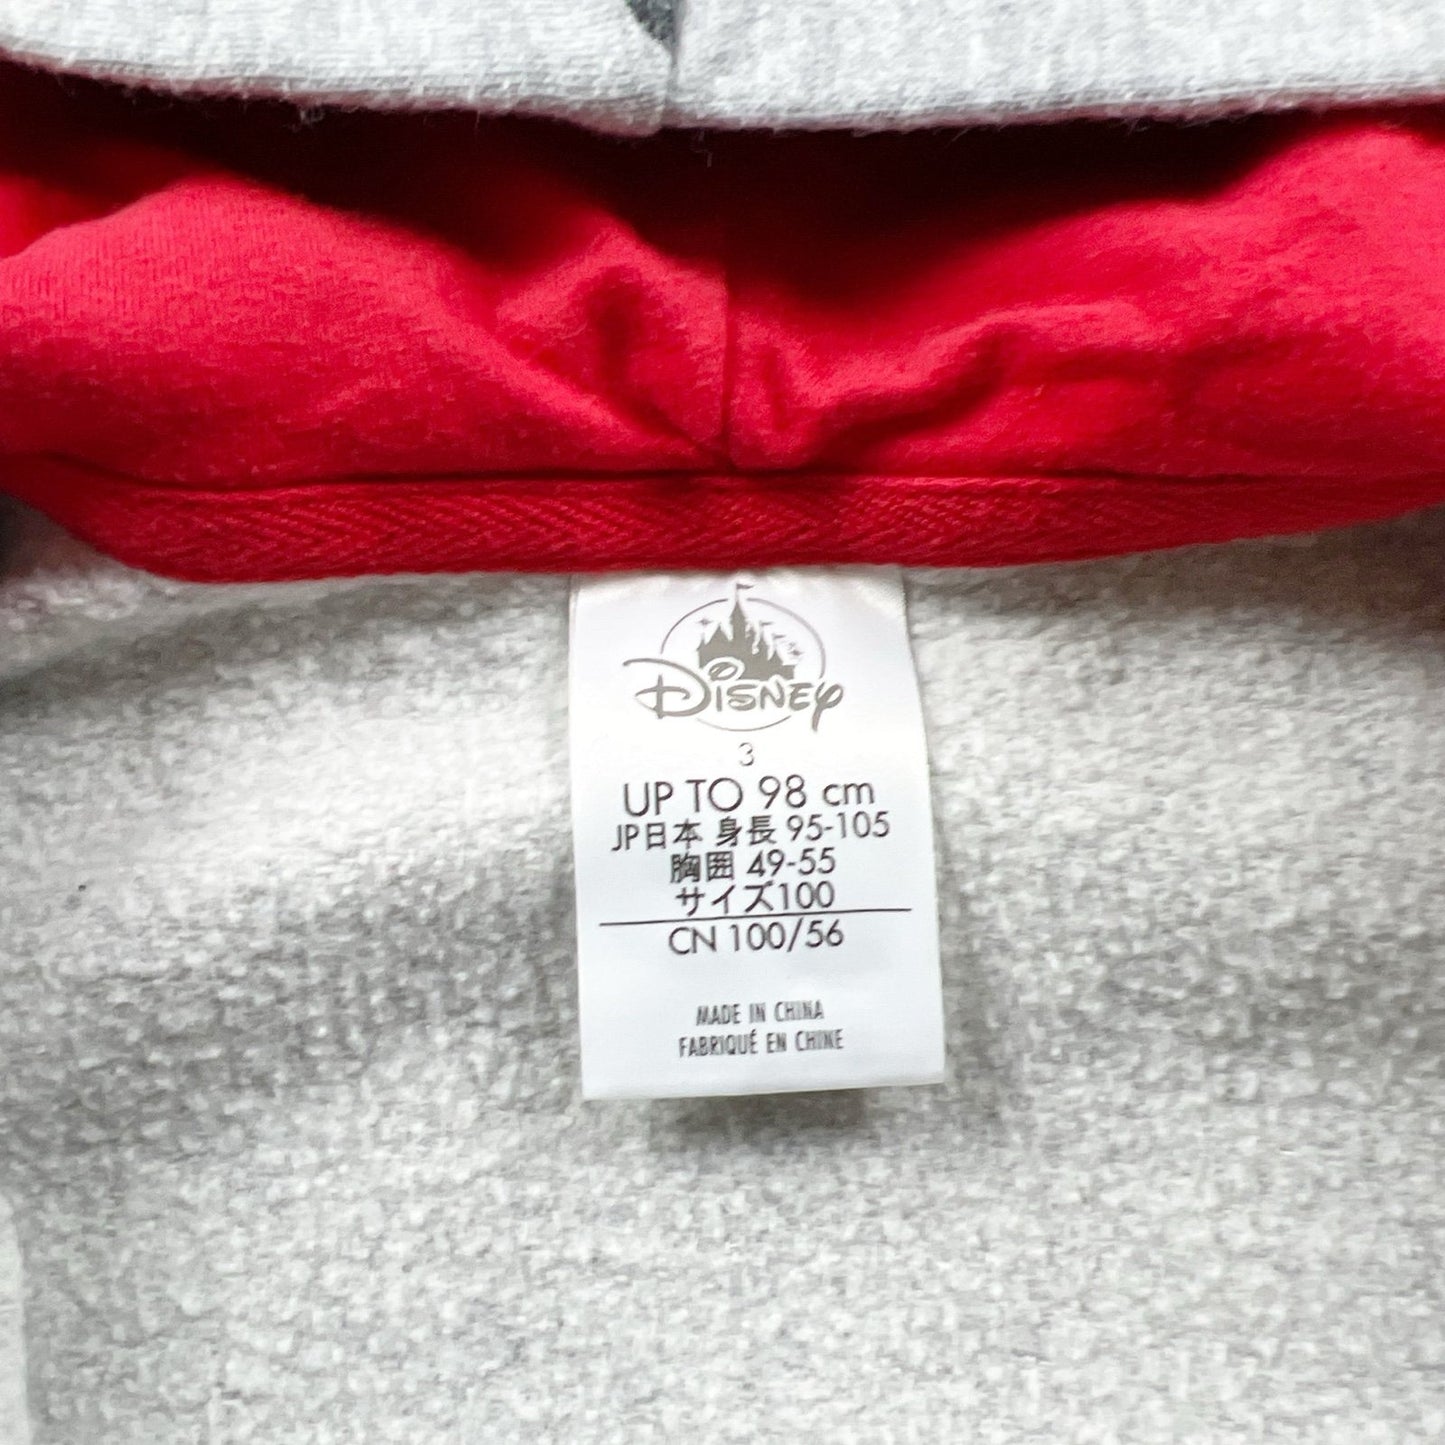 Disney
3
UP TO 98 cm
JP日本 身長 95-105
胸囲 49-55
サイズ100
CN 100/56
MADE IN CHINA
FABRIQUÉ EN CHINE